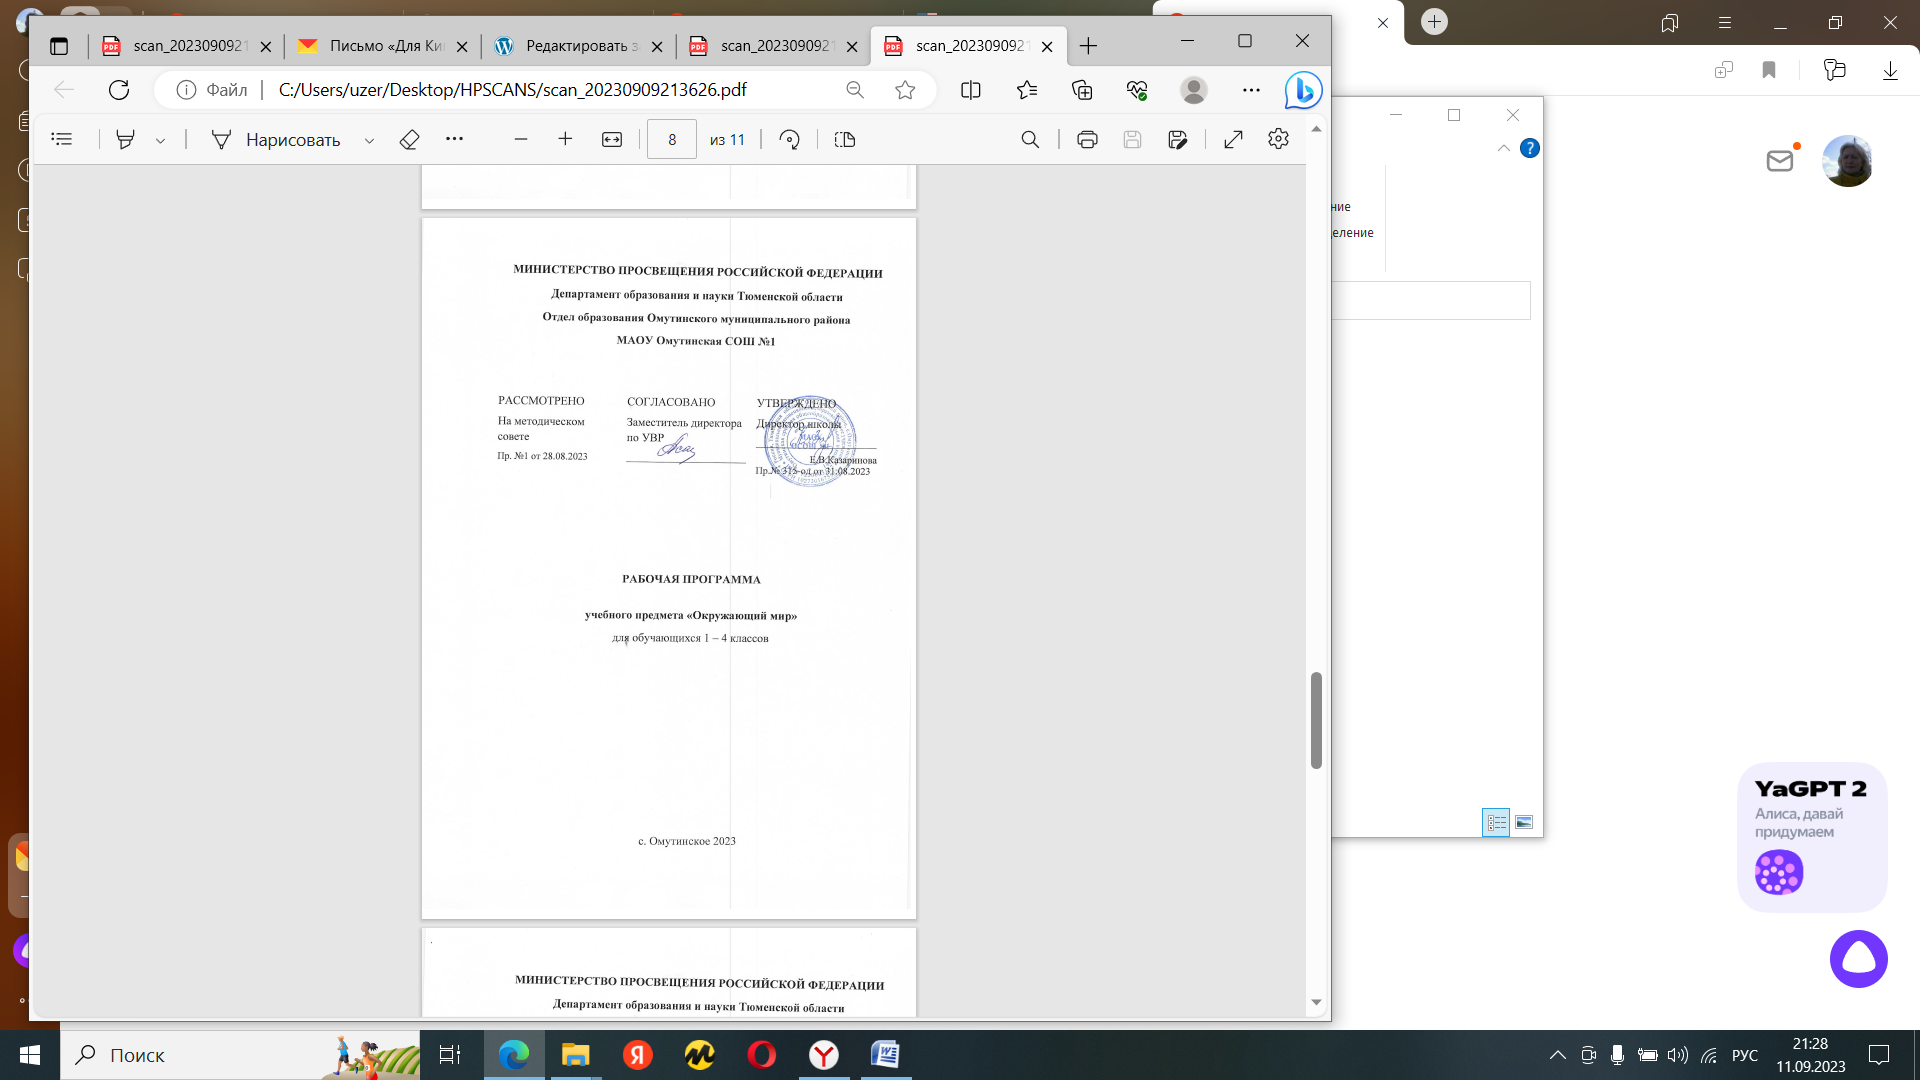 scan_2023090921
Письмо «Для Ки
Редактировать з
scan_2023090921
scan_2023090921
Файл
C:/Users/uzer/Desktop/HPSCANS/scan_20230909213626.pdf
Нарисовать
8
из 11
ние
еление
МИНИСТЕРСТВО ПРОСВЕЩЕНИЯ РОССИЙСКОЙ ФЕДЕРАЦИИ
Департамент образования и науки Тюменской области
Отдел образования Омутинского муниципального района
МАОУ Омутинская СОШ №1
РАССМОТРЕНО
На методическом
совете
Пр. №1 от 28.08.2023
СОГЛАСОВАНО
Заместитель директора
по УВР
УТВЕРЖДЕНО
Директор школы
Е.В.Казаринова
Пр.№ 315-од от 31.08.2023
РАБОЧАЯ ПРОГРАММА
учебного предмета «Окружающий мир»
для обучающихся 1 – 4 классов
с. Омутинское 2023
МИНИСТЕРСТВО ПРОСВЕЩЕНИЯ РОССИЙСКОЙ ФЕДЕРАЦИИ
Департамент образования и науки Тюменской области
YaGPT 2
Алиса, давай
придумаем
Поиск
РУС
21:28
11.09.2023